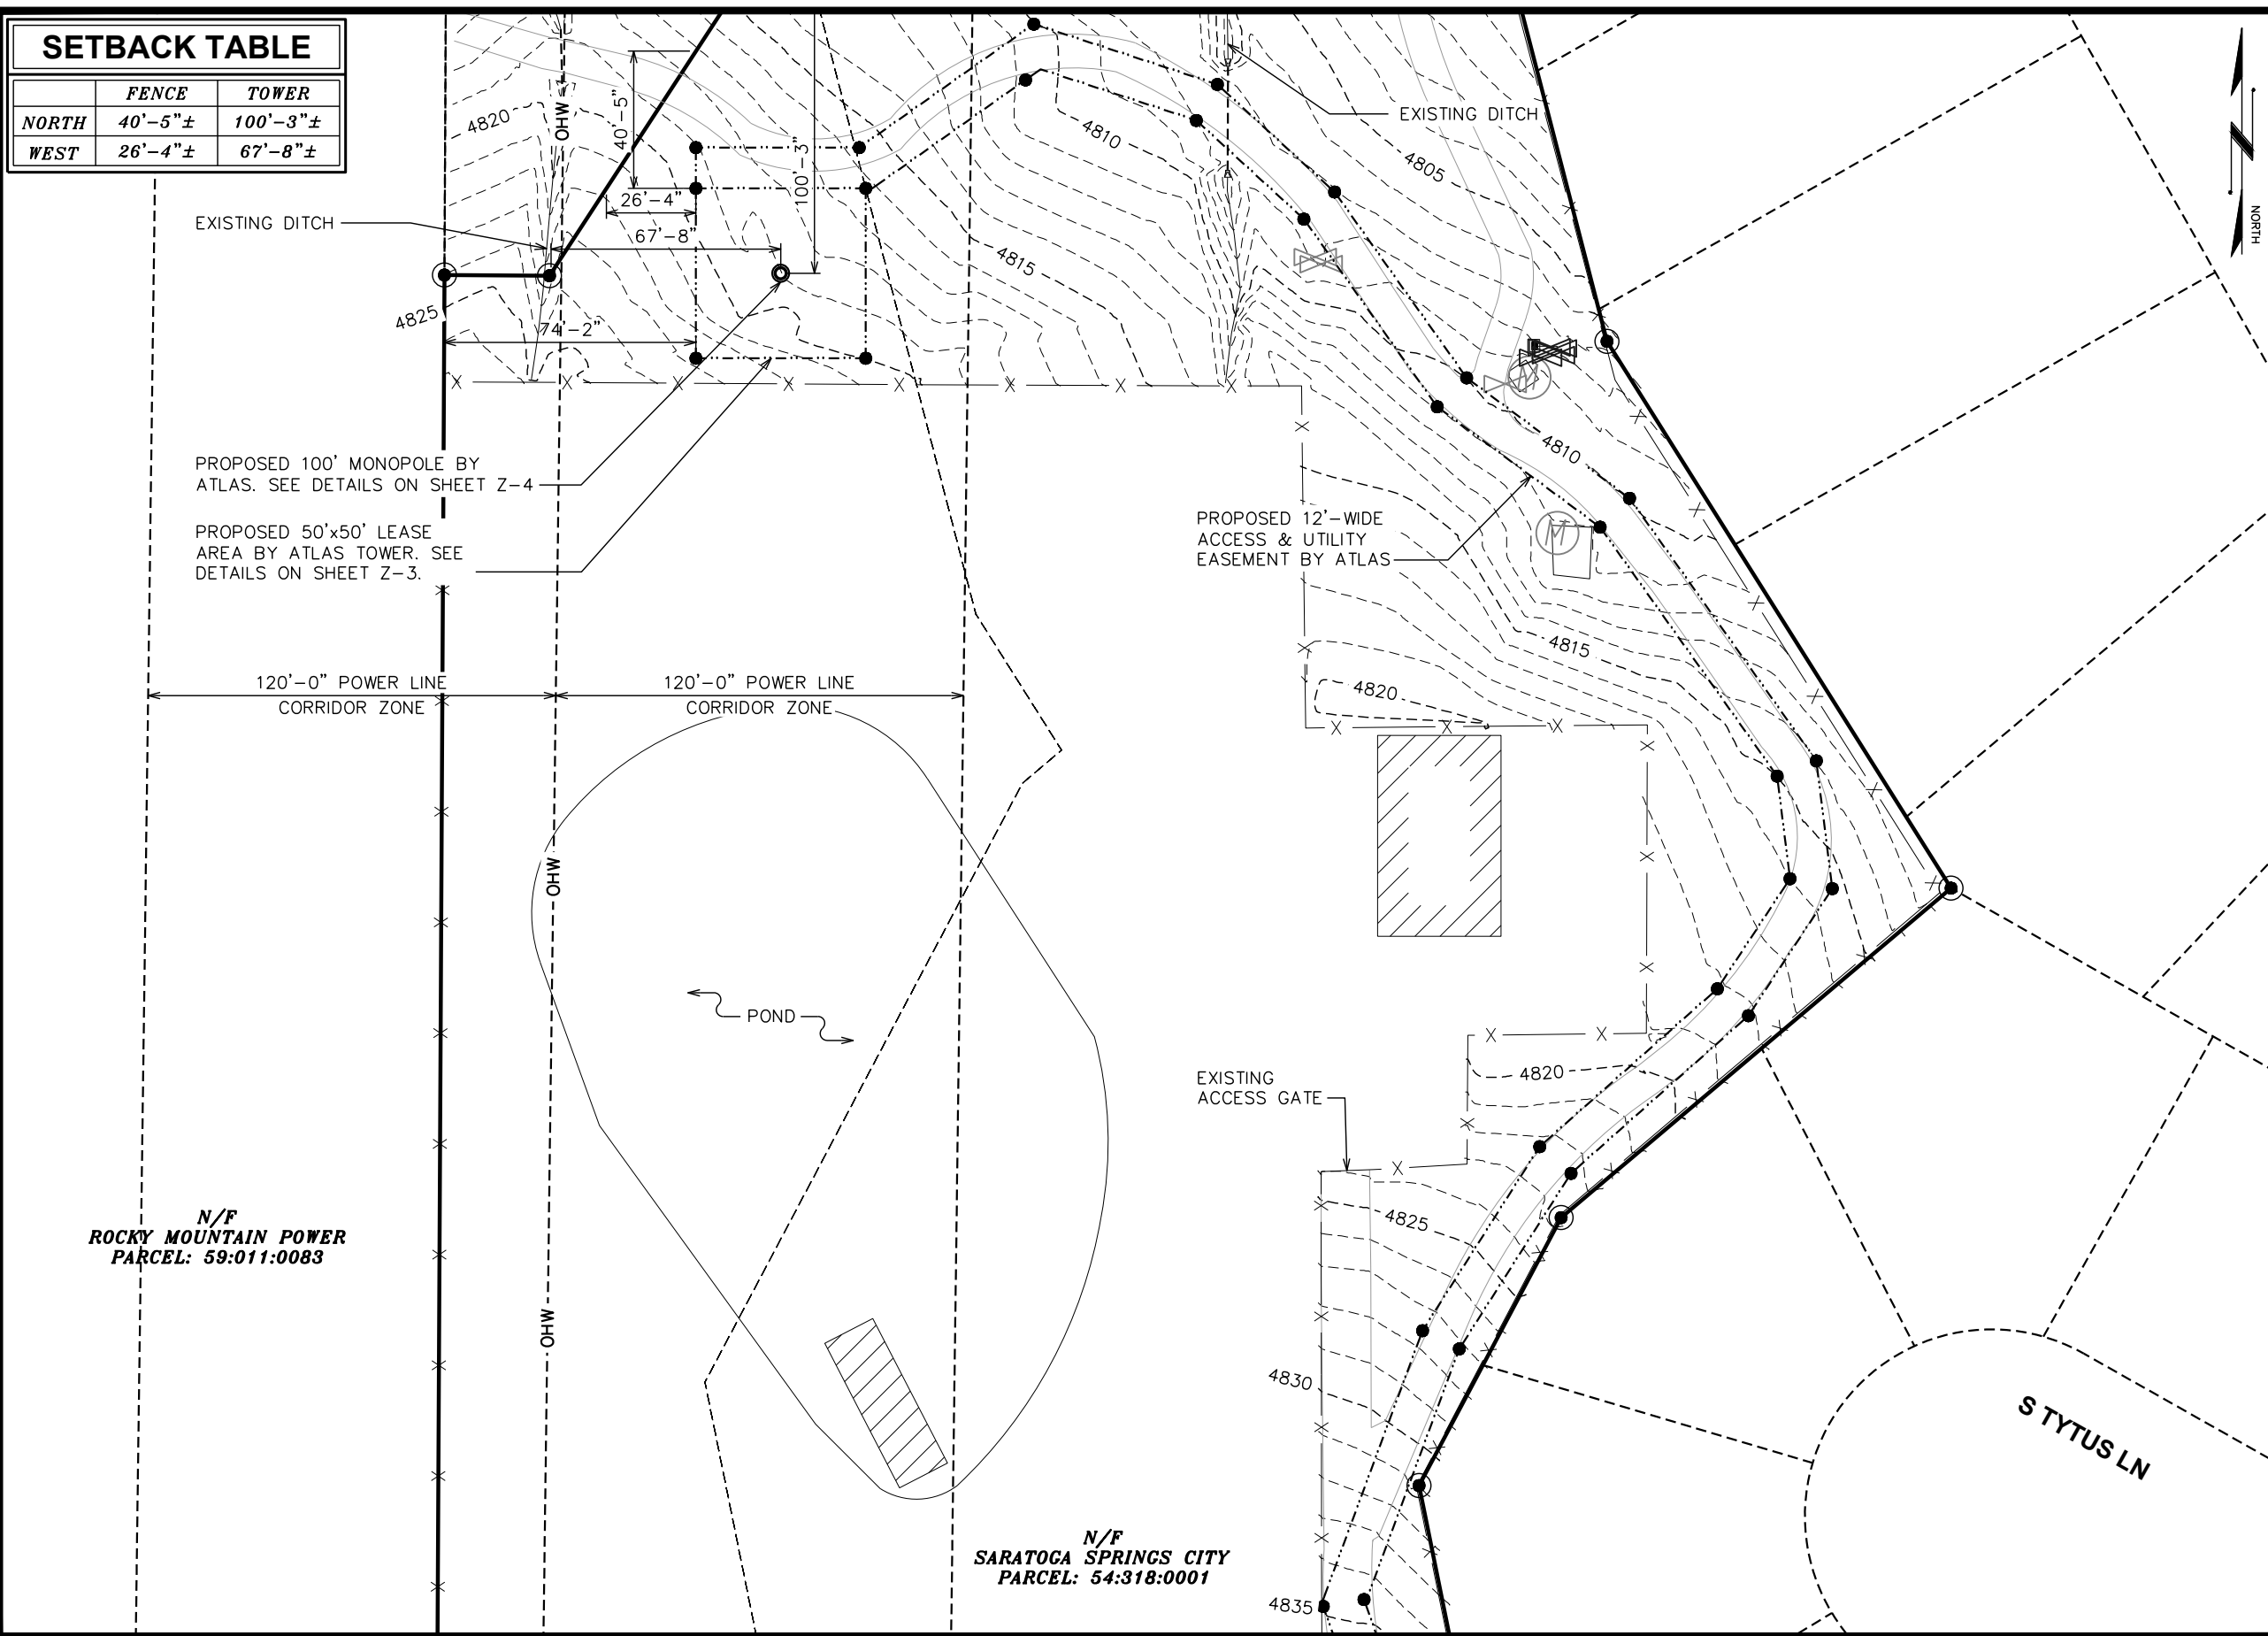 SETBACK TABLE
FENCE TOWER
NORTH 40'-5"± 100'-3"±
WEST 26'-4"± 67'-8"±
4820
OHW
40'-5"
100'-3"
26'-4"
67'-8"
EXISTING DITCH
4825
74'-2"
4810
4815
EXISTING DITCH
4805
NORTH
PROPOSED 100' MONOPOLE BY
ATLAS. SEE DETAILS ON SHEET Z-4
PROPOSED 50'x50' LEASE
AREA BY ATLAS TOWER. SEE
DETAILS ON SHEET Z-3.
4810
PROPOSED 12'-WIDE
ACCESS & UTILITY
EASEMENT BY ATLAS
M
M
4815
4820
120'-0" POWER LINE
CORRIDOR ZONE
120'-0" POWER LINE
CORRIDOR ZONE
OHW
POND
EXISTING
ACCESS GATE
4820
4825
N/F
ROCKY MOUNTAIN POWER
PARCEL: 59:011:0083
OHW
4830
S TYTUS LN
N/F
SARATOGA SPRINGS CITY
PARCEL: 54:318:0001
4835